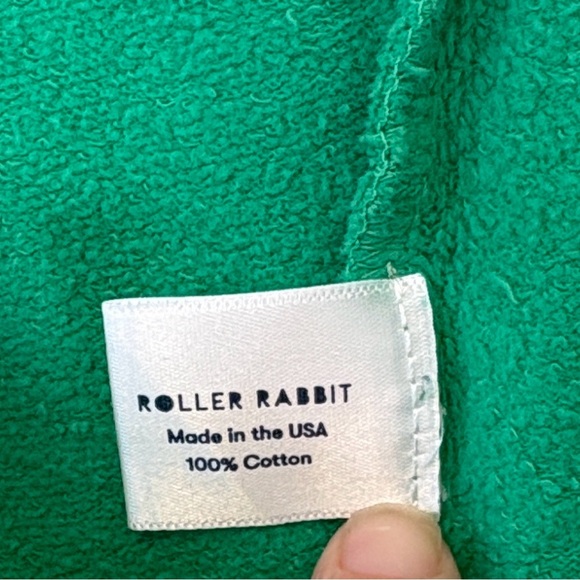 ROLLER RABBIT
Made in the USA
100% Cotton